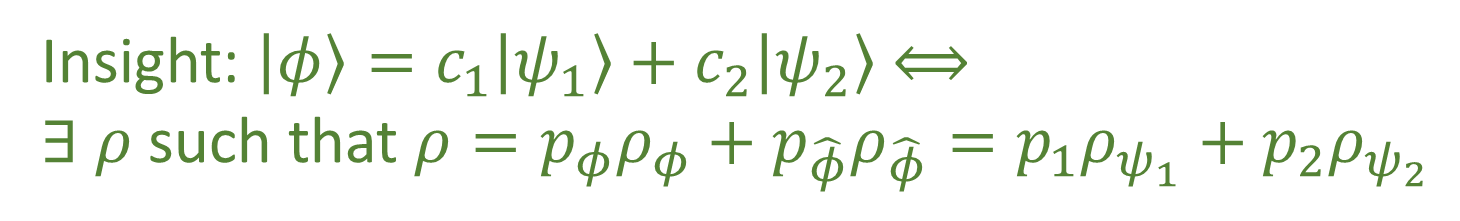 Insight: |ϕ⟩ = c₁|ψ₁⟩ + c₂|ψ₂⟩ ⟺
∃ ρ such that ρ = p_ϕ ρ_ϕ + p_ϕ̂ ρ_ϕ̂ = p₁ρ_ψ₁ + p₂ρ_ψ₂